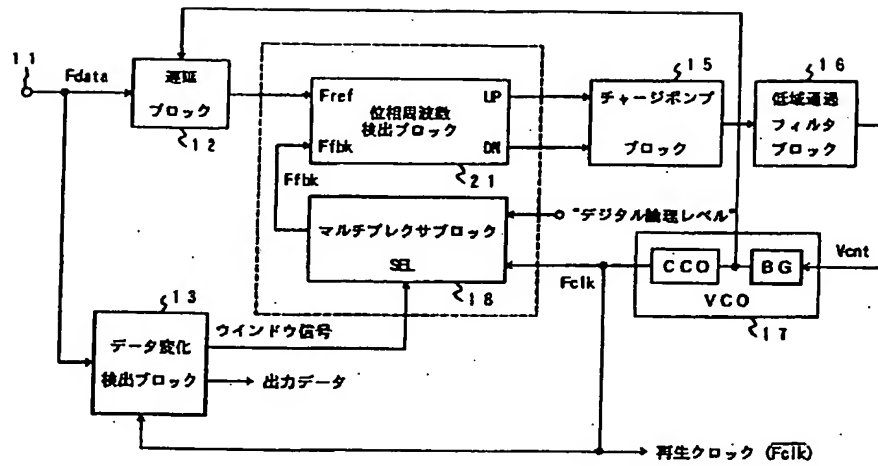 11
Fdata
遅延
ブロック
12
Fref
Ffbk
位相周波数
検出ブロック
UP
DN
21
15
チャージポンプ
ブロック
16
低域通過
フィルタ
ブロック
Ffbk
マルチプレクサブロック
SEL
18
"デジタル論理レベル"
Fclk
CCO
BG
VCO
17
Vcnt
13
データ変化
検出ブロック
ウインドウ信号
出力データ
再生クロック (F̅c̅l̅k̅)